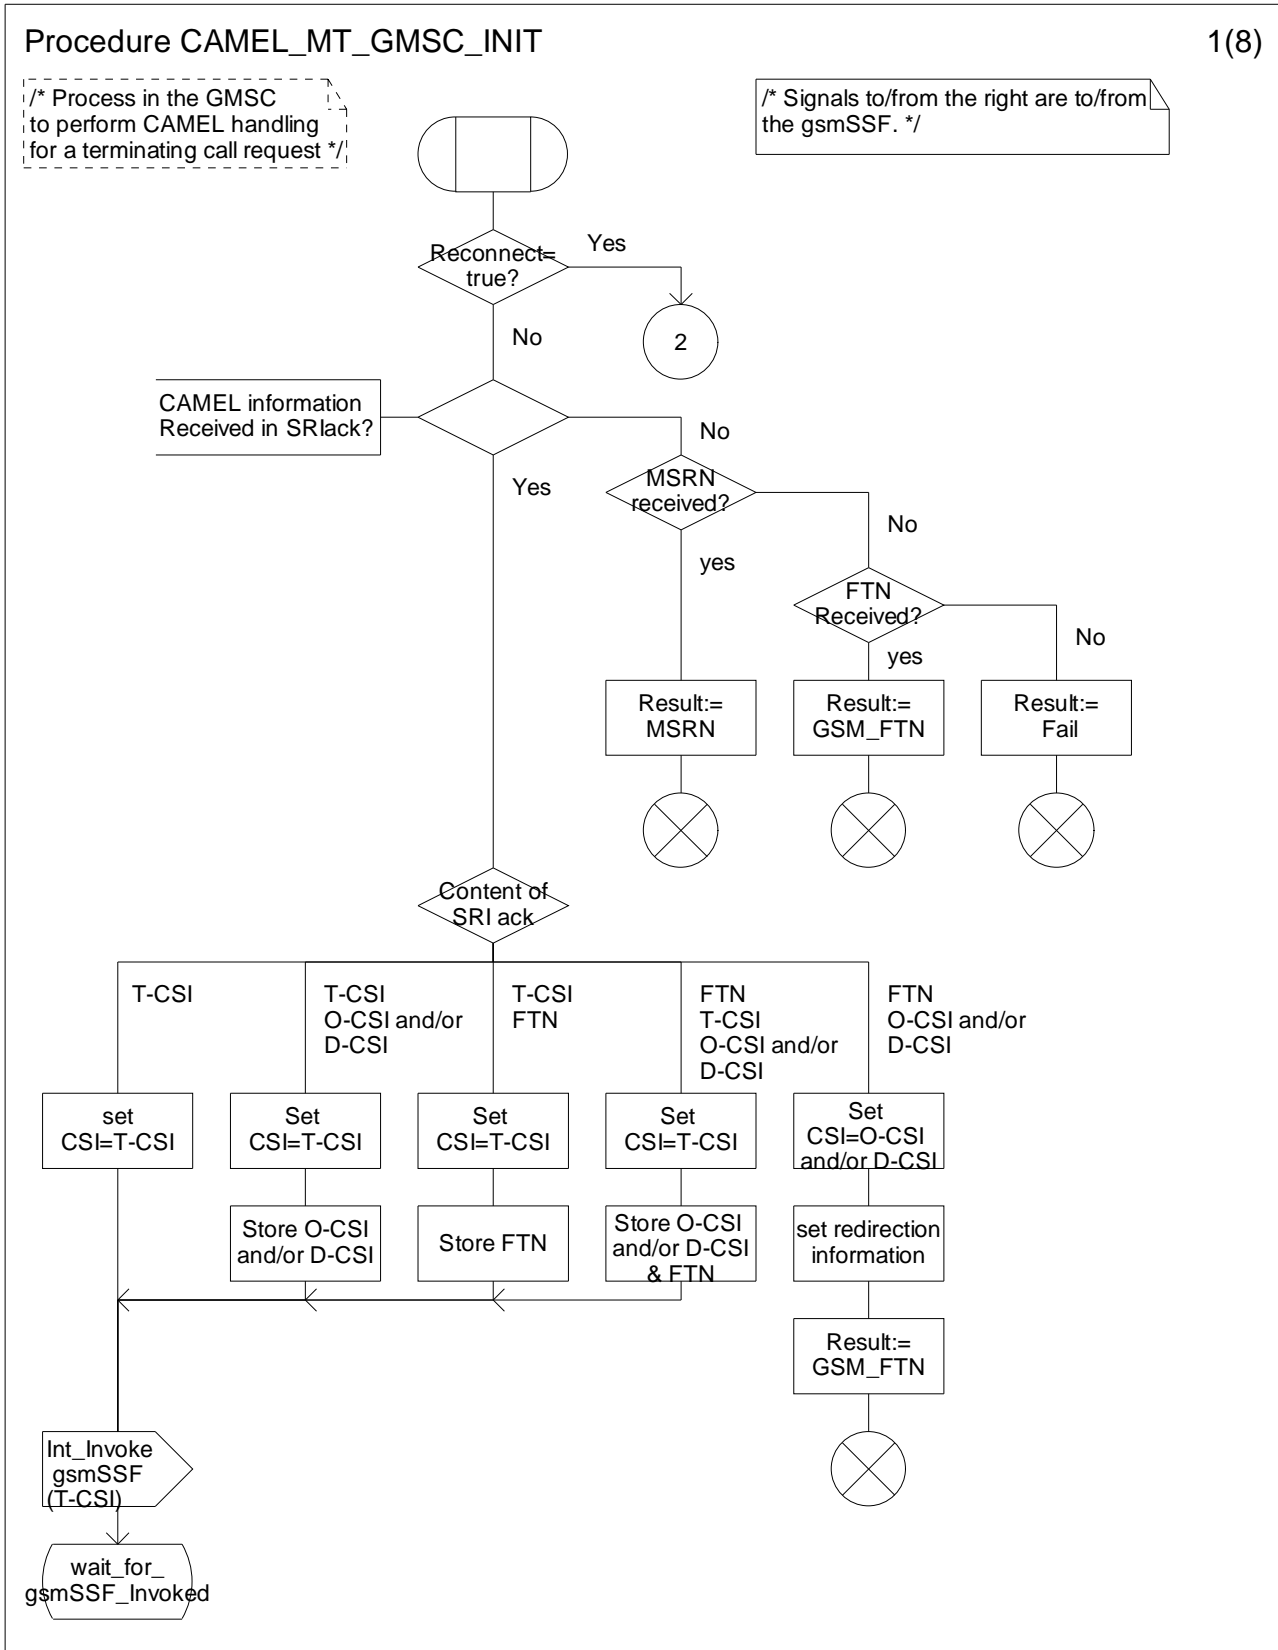 Procedure CAMEL_MT_GMSC_INIT
1(8)
/* Process in the GMSC
to perform CAMEL handling
for a terminating call request */
/* Signals to/from the right are to/from
the gsmSSF. */
Reconnect=
true?
Yes
No
2
CAMEL information
Received in SRIack?
No
Yes
MSRN
received?
No
yes
FTN
Received?
No
yes
Result:=
MSRN
Result:=
GSM_FTN
Result:=
Fail
Content of
SRI ack
T-CSI
T-CSI
O-CSI and/or
D-CSI
T-CSI
FTN
FTN
T-CSI
O-CSI and/or
D-CSI
FTN
O-CSI and/or
D-CSI
set
CSI=T-CSI
Set
CSI=T-CSI
Set
CSI=T-CSI
Set
CSI=T-CSI
Set
CSI=O-CSI
and/or D-CSI
Store O-CSI
and/or D-CSI
Store FTN
Store O-CSI
and/or D-CSI
& FTN
set redirection
information
Result:=
GSM_FTN
Int_Invoke
gsmSSF
(T-CSI)
wait_for_
gsmSSF_Invoked